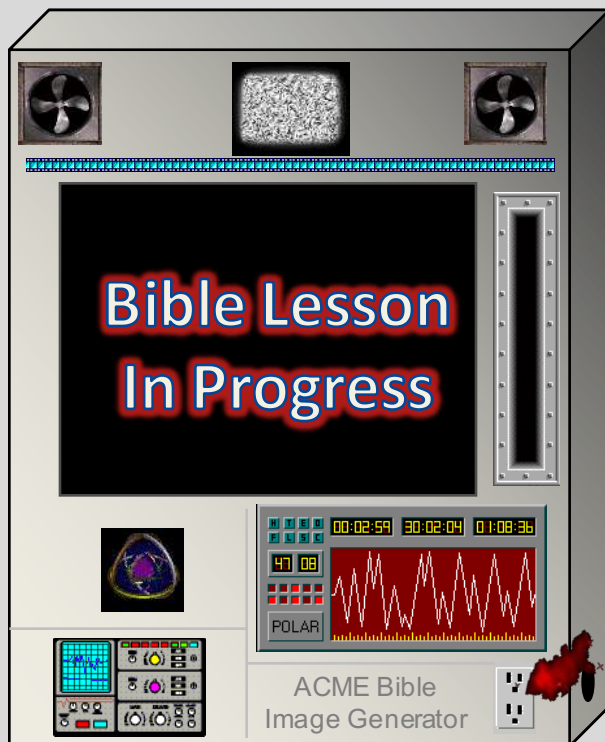 Bible Lesson
In Progress
H T E O
F L S C
00:02:59 30:02:04 01:08:36
47 08
POLAR
ACME Bible
Image Generator